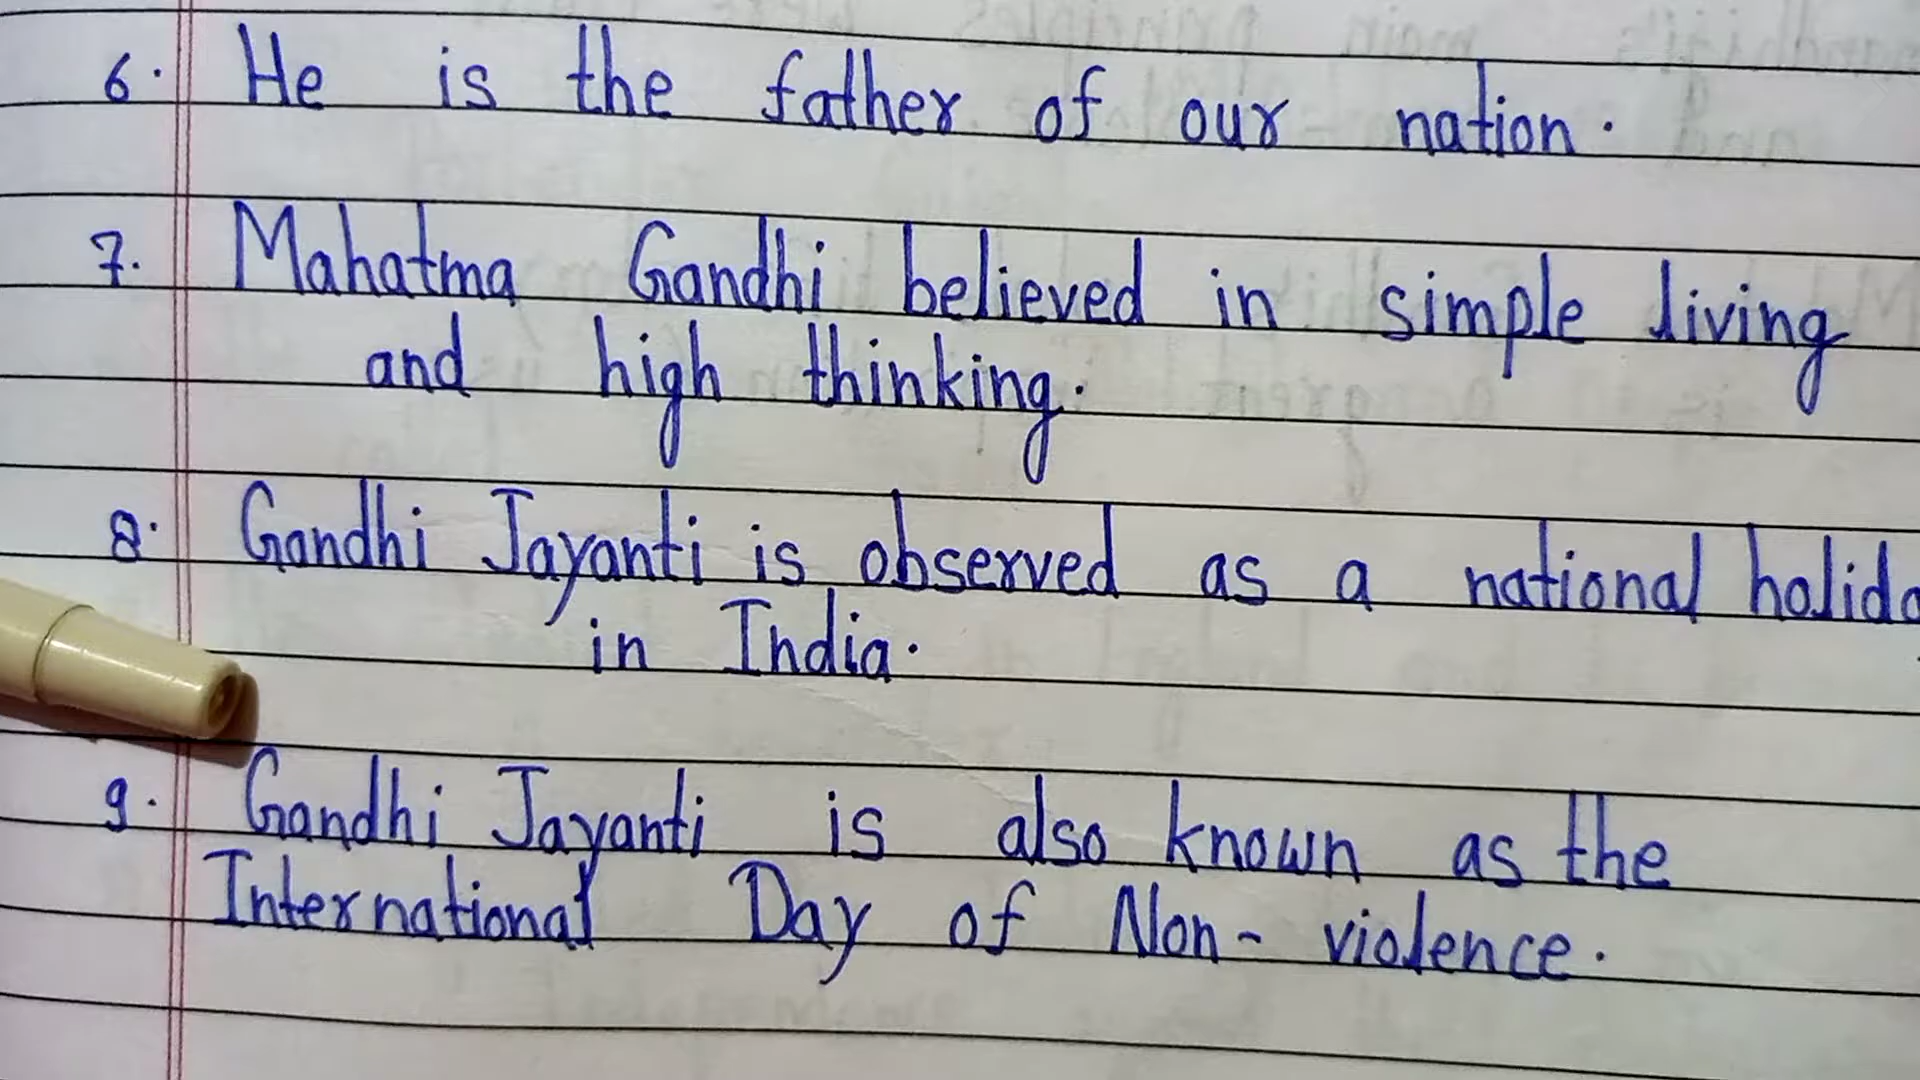 6. He is the father of our nation.
7. Mahatma Gandhi believed in simple living
and high thinking.
8. Gandhi Jayanti is observed as a national holida
in India.
9. Gandhi Jayanti is also known as the
International Day of Non-violence.